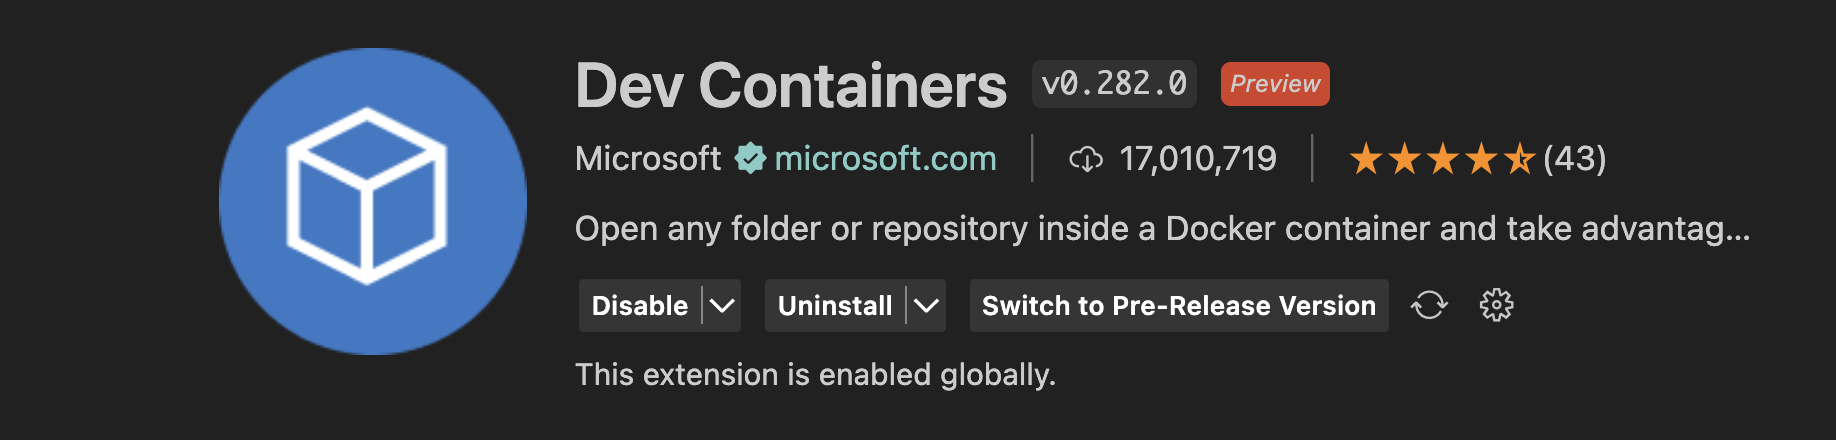 Dev Containers v0.282.0 Preview
Microsoft microsoft.com 17,010,719 (43)
Open any folder or repository inside a Docker container and take advantag...
Disable Uninstall Switch to Pre-Release Version
This extension is enabled globally.